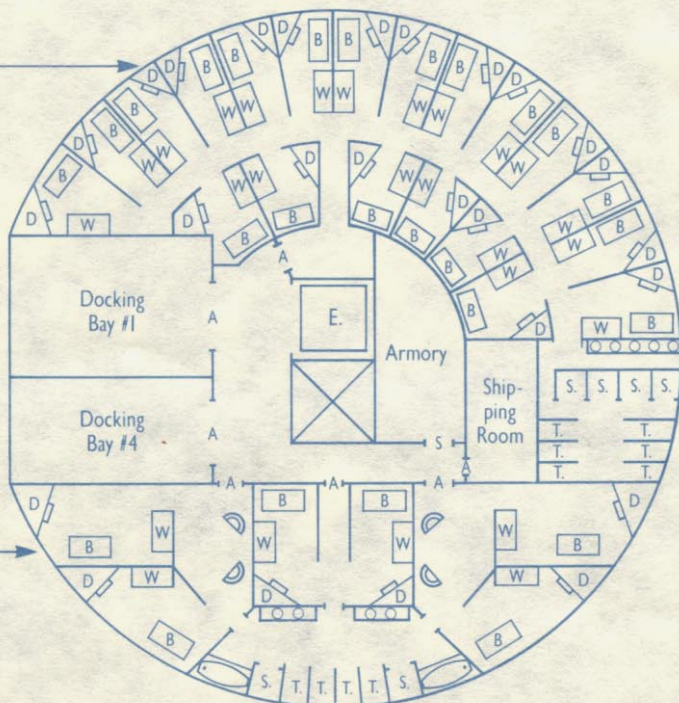 D B B D
D B D D B B D
D B D
W W
B W W W W B
B B
D W W D
W D D W D
B W W W W
D B
D W D B B D W B
B B W W
A W
B W D
D
B
Docking
Bay #1
A
E.
D W B
Armory
S. S. S. S.
Ship-
ping
Room
Docking
Bay #4
A
T. T.
S
T. T.
A
T. T.
A A A
D B B D
W W
B W W B
D W W D
D D
B B
S. T. T. T. T. S.